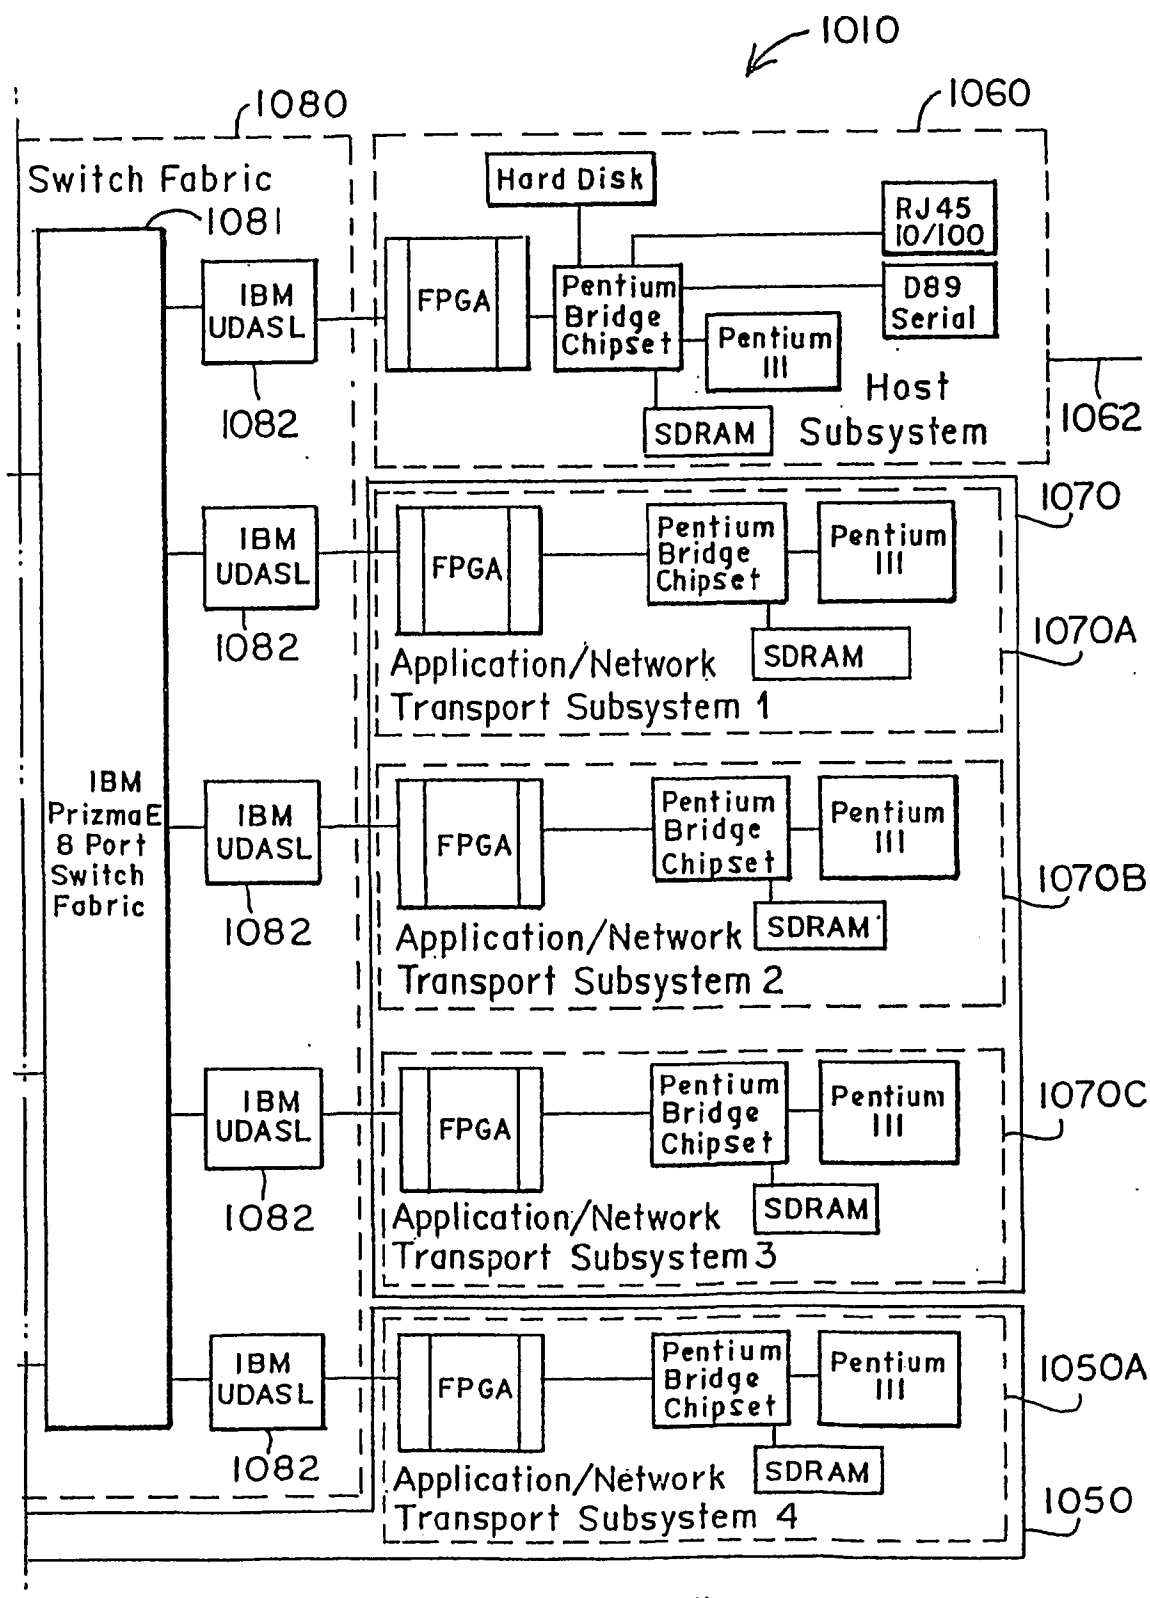 1010
1080
1060
Switch Fabric
1081
Hard Disk
RJ45
10/100
IBM
UDASL
FPGA
Pentium
Bridge
Chipset
D89
Serial
Pentium
III
1082
Host
Subsystem
1062
SDRAM
1070
IBM
UDASL
FPGA
Pentium
Bridge
Chipset
Pentium
III
1082
1070A
SDRAM
Application/Network
Transport Subsystem 1
IBM
PrizmaE
8 Port
Switch
Fabric
IBM
UDASL
FPGA
Pentium
Bridge
Chipset
Pentium
III
1070B
1082
SDRAM
Application/Network
Transport Subsystem 2
IBM
UDASL
FPGA
Pentium
Bridge
Chipset
Pentium
III
1070C
1082
SDRAM
Application/Network
Transport Subsystem 3
IBM
UDASL
FPGA
Pentium
Bridge
Chipset
Pentium
III
1050A
1082
SDRAM
Application/Network
Transport Subsystem 4
1050